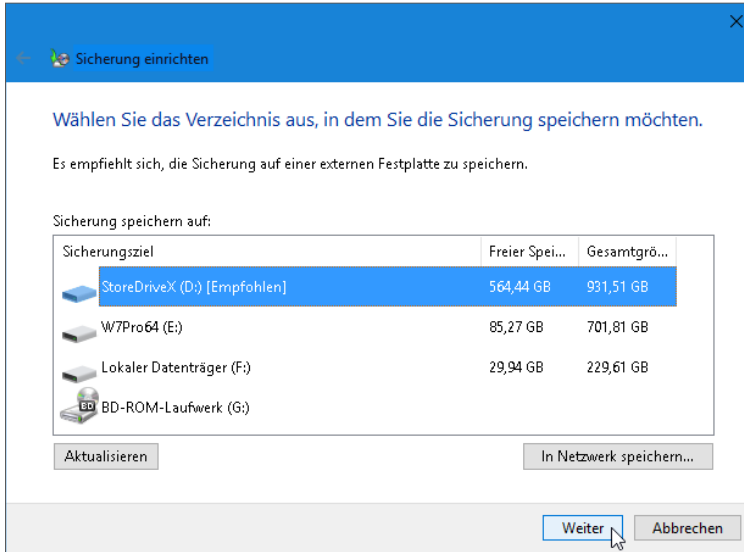 Sicherung einrichten
Wählen Sie das Verzeichnis aus, in dem Sie die Sicherung speichern möchten.
Es empfiehlt sich, die Sicherung auf einer externen Festplatte zu speichern.
Sicherung speichern auf:
Sicherungsziel Freier Spei... Gesamtgrö...
StoreDriveX (D:) [Empfohlen] 564,44 GB 931,51 GB
W7Pro64 (E:) 85,27 GB 701,81 GB
Lokaler Datenträger (F:) 29,94 GB 229,61 GB
BD BD-ROM-Laufwerk (G:)
Aktualisieren In Netzwerk speichern...
Weiter Abbrechen